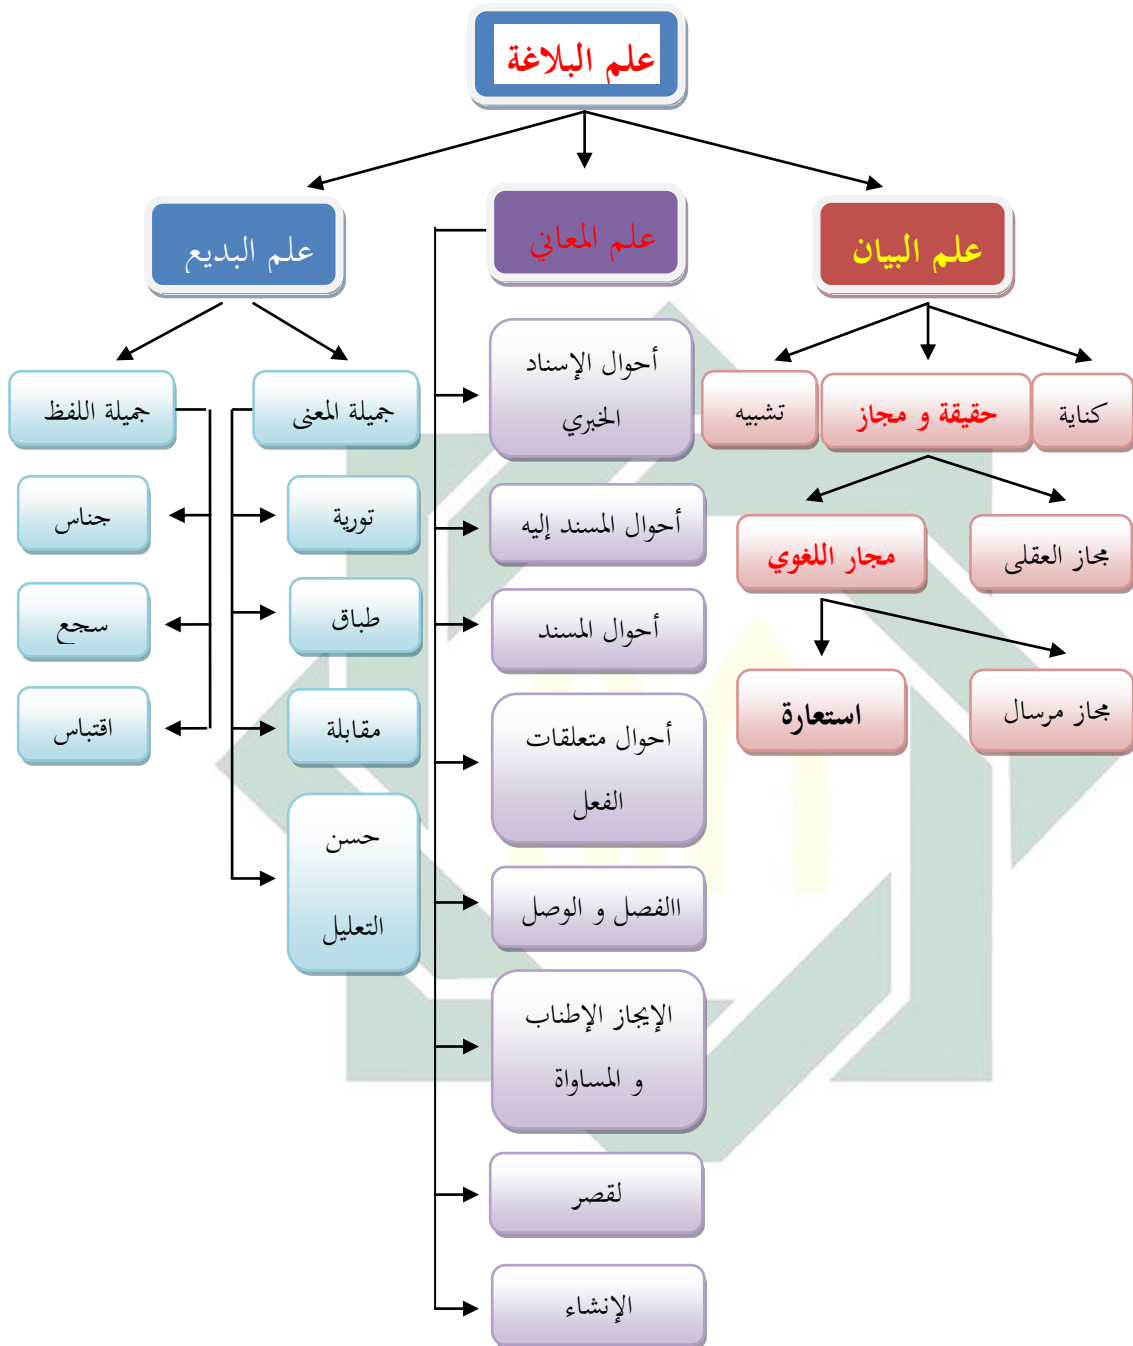 علم البلاغة
علم البيان
علم المعاني
علم البديع
كناية
حقيقة و مجاز
تشبيه
مجاز العقلى
مجار اللغوي
مجاز مرسال
استعارة
أحوال الإسناد
الخبري
أحوال المسند إليه
أحوال المسند
أحوال متعلقات
الفعل
االفصل و الوصل
الإيجاز الإطناب
و المساواة
لقصر
الإنشاء
جميلة المعنى
تورية
طباق
مقابلة
حسن
التعليل
جميلة اللفظ
جناس
سجع
اقتباس